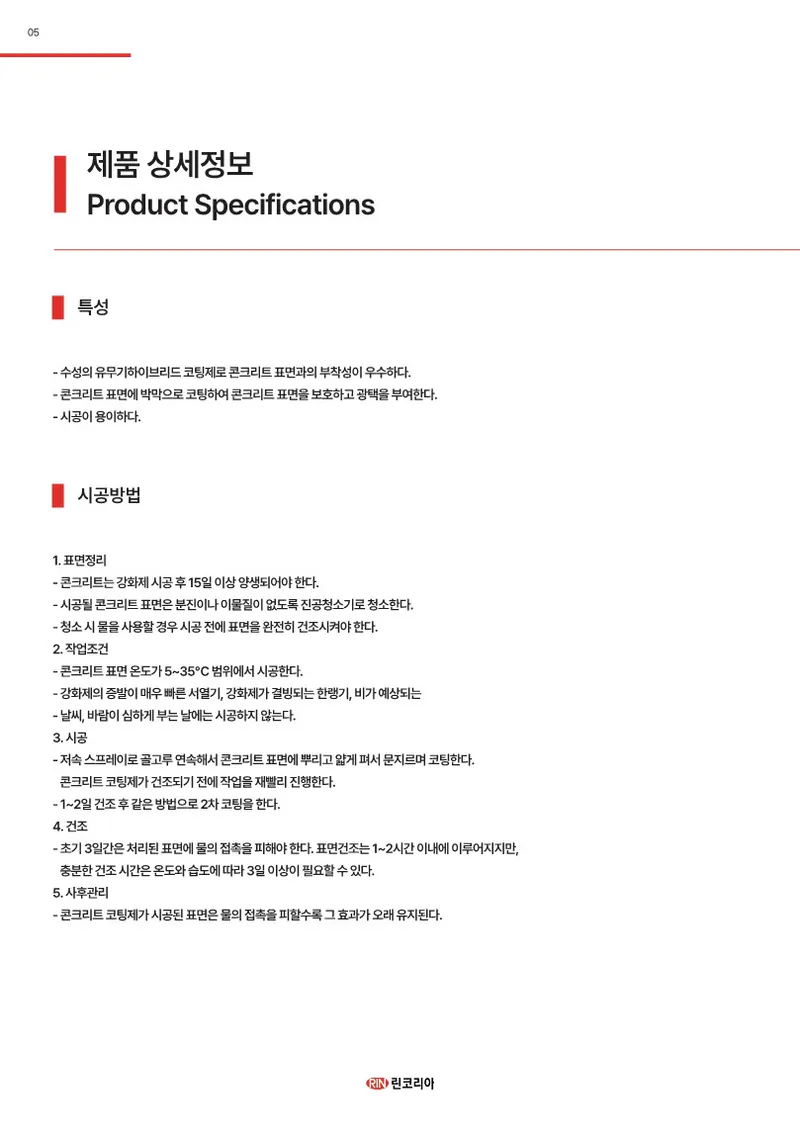 05
제품 상세정보
Product Specifications
특성
- 수성의 유무기하이브리드 코팅제로 콘크리트 표면과의 부착성이 우수하다.
- 콘크리트 표면에 박막으로 코팅하여 콘크리트 표면을 보호하고 광택을 부여한다.
- 시공이 용이하다.
시공방법
1. 표면정리
- 콘크리트는 강화제 시공 후 15일 이상 양생되어야 한다.
- 시공될 콘크리트 표면은 분진이나 이물질이 없도록 진공청소기로 청소한다.
- 청소 시 물을 사용할 경우 시공 전에 표면을 완전히 건조시켜야 한다.
2. 작업조건
- 콘크리트 표면 온도가 5~35°C 범위에서 시공한다.
- 강화제의 증발이 매우 빠른 서열기, 강화제가 결빙되는 한랭기, 비가 예상되는
- 날씨, 바람이 심하게 부는 날에는 시공하지 않는다.
3. 시공
- 저속 스프레이로 골고루 연속해서 콘크리트 표면에 뿌리고 얇게 펴서 문지르며 코팅한다.
콘크리트 코팅제가 건조되기 전에 작업을 재빨리 진행한다.
- 1~2일 건조 후 같은 방법으로 2차 코팅을 한다.
4. 건조
- 초기 3일간은 처리된 표면에 물의 접촉을 피해야 한다. 표면건조는 1~2시간 이내에 이루어지지만,
충분한 건조 시간은 온도와 습도에 따라 3일 이상이 필요할 수 있다.
5. 사후관리
- 콘크리트 코팅제가 시공된 표면은 물의 접촉을 피할수록 그 효과가 오래 유지된다.
RIN 린코리아